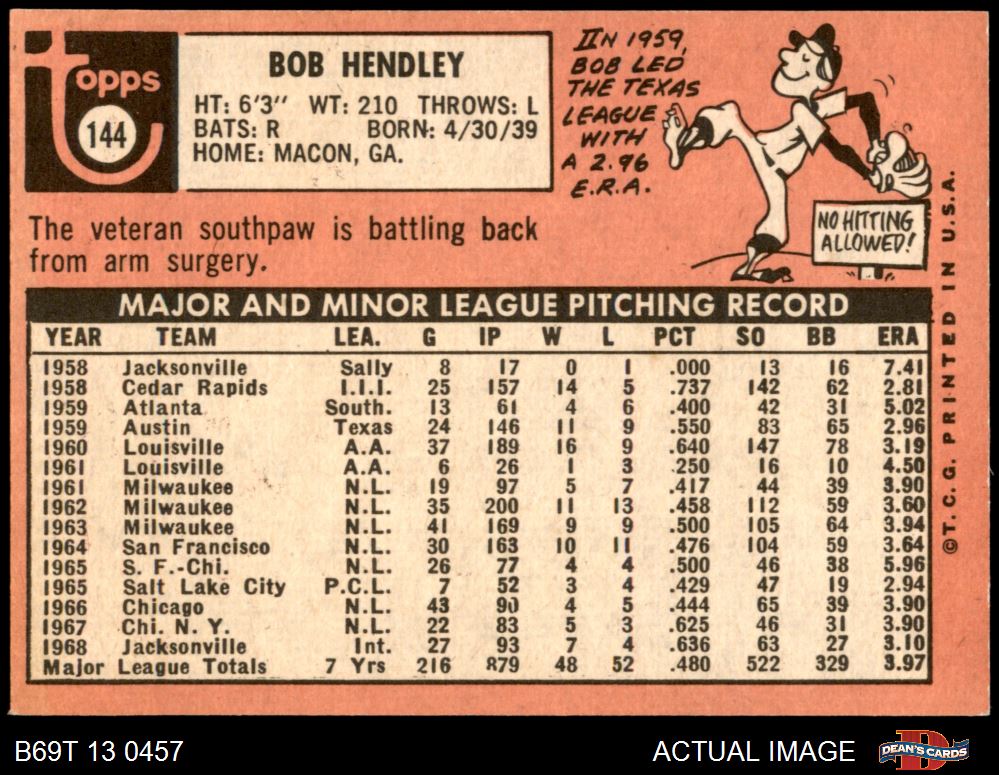 Topps
144
BOB HENDLEY
HT: 6'3" WT: 210 THROWS: L
BATS: R BORN: 4/30/39
HOME: MACON, GA.
IN 1959,
BOB LED
THE TEXAS
LEAGUE
WITH
A 2.96
E.R.A.
NO HITTING
ALLOWED!
The veteran southpaw is battling back
from arm surgery.
MAJOR AND MINOR LEAGUE PITCHING RECORD
YEAR TEAM LEA. G IP W L PCT SO BB ERA
1958 Jacksonville Sally 8 17 0 1 .000 13 16 7.41
1958 Cedar Rapids I.I.I. 25 157 14 5 .737 142 62 2.81
1959 Atlanta South. 13 61 4 6 .400 42 31 5.02
1959 Austin Texas 24 146 11 9 .550 83 65 2.96
1960 Louisville A.A. 37 189 16 9 .640 147 78 3.19
1961 Louisville A.A. 6 26 1 3 .250 16 10 4.50
1961 Milwaukee N.L. 19 97 5 7 .417 44 39 3.90
1962 Milwaukee N.L. 35 200 11 13 .458 112 59 3.60
1963 Milwaukee N.L. 41 169 9 9 .500 105 64 3.94
1964 San Francisco N.L. 30 163 10 11 .476 104 59 3.64
1965 S. F.-Chi. N.L. 26 77 4 4 .500 46 38 5.96
1965 Salt Lake City P.C.L. 7 52 3 4 .429 47 19 2.94
1966 Chicago N.L. 43 90 4 5 .444 65 39 3.90
1967 Chi. N. Y. N.L. 22 83 5 3 .625 46 31 3.90
1968 Jacksonville Int. 27 93 7 4 .636 63 27 3.10
Major League Totals 7 Yrs 216 879 48 52 .480 522 329 3.97
©T. C. G. PRINTED IN U.S.A.
B69T 13 0457
ACTUAL IMAGE
DEAN'S CARDS